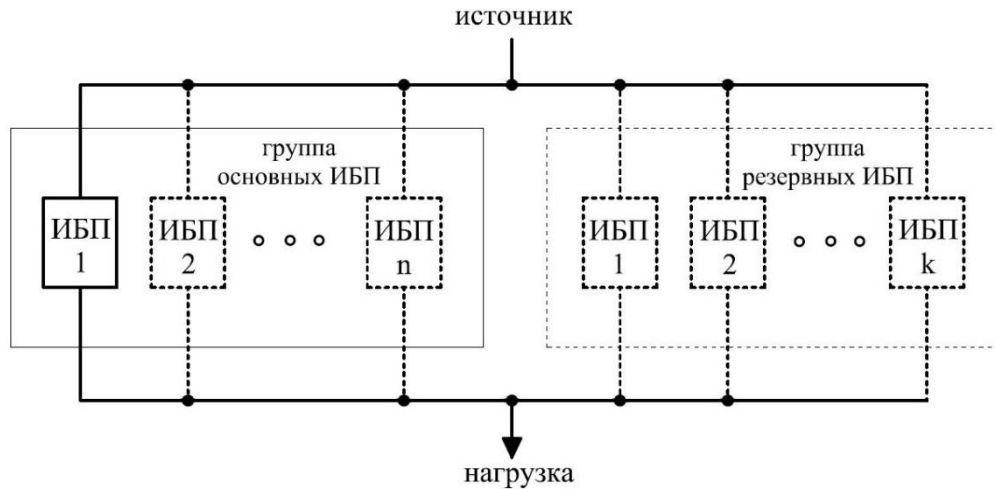 источник
группа
основных ИБП
группа
резервных ИБП
ИБП
1
ИБП
2
ИБП
n
ИБП
1
ИБП
2
ИБП
k
нагрузка